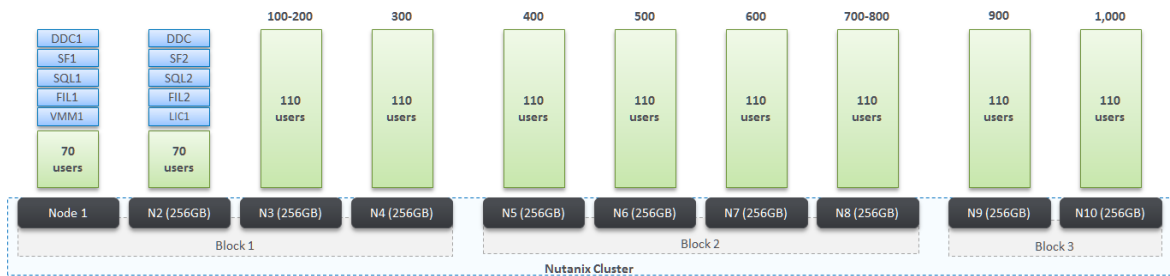 100-200
300
400
500
600
700-800
900
1,000
DDC1
SF1
SQL1
FIL1
VMM1
70
users
DDC
SF2
SQL2
FIL2
LIC1
70
users
110
users
110
users
110
users
110
users
110
users
110
users
110
users
110
users
Node 1
N2 (256GB)
N3 (256GB)
N4 (256GB)
N5 (256GB)
N6 (256GB)
N7 (256GB)
N8 (256GB)
N9 (256GB)
N10 (256GB)
Block 1
Block 2
Block 3
Nutanix Cluster